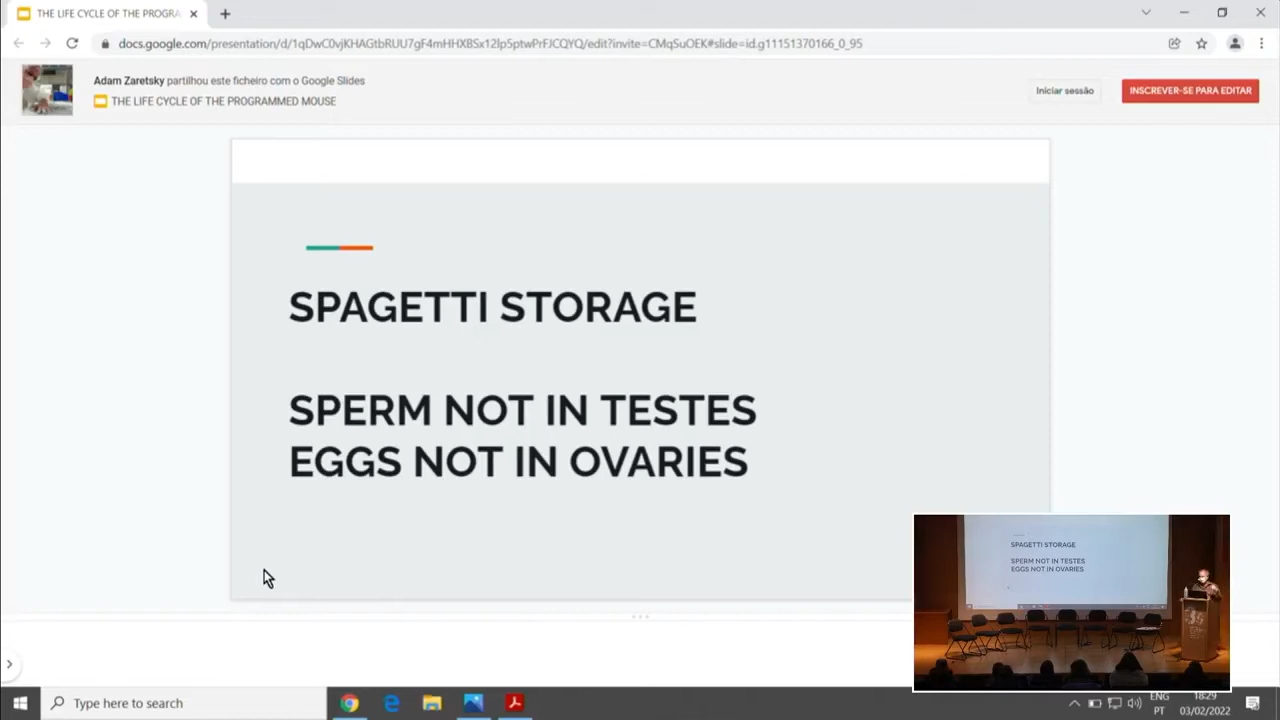 THE LIFE CYCLE OF THE PROGRA
docs.google.com/presentation/d/1qDwC0vjKHAGtbRUU7gF4mHHXBSx12Ip5ptwPrFJCQYQ/edit?invite=CMqSuOEK#slide=id.g11151370166_0_95
Adam Zaretsky partilhou este ficheiro com o Google Slides
THE LIFE CYCLE OF THE PROGRAMMED MOUSE
Iniciar sessão
INSCREVER-SE PARA EDITAR
SPAGETTI STORAGE
SPERM NOT IN TESTES
EGGS NOT IN OVARIES
SPAGETTI STORAGE
SPERM NOT IN TESTES
EGGS NOT IN OVARIES
Type here to search
ENG
PT
18:29
03/02/2022